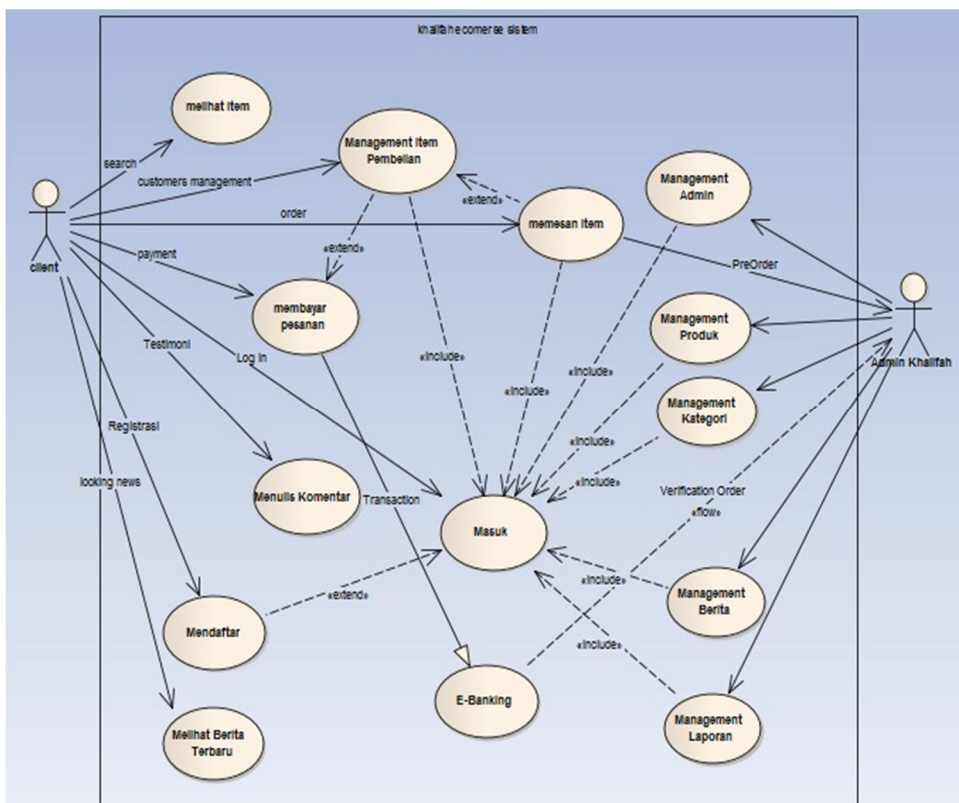 khalifah ecomerse sistem
melihat item
search
Management Item
Pembelian
customers management
Management
Admin
order
«extend»
memesan item
client
payment
«extend»
PreOrder
membayar
pesanan
Management
Produk
Testimoni
Log in
«include»
«include»
«include»
Admin Khalifah
Management
Kategori
Registrasi
«include»
looking news
Menulis Komentar
Transaction
«include»
Verification Order
«flow»
Masuk
«extend»
«include»
Management
Berita
Mendaftar
«include»
E-Banking
Melihat Berita
Terbaru
Management
Laporan